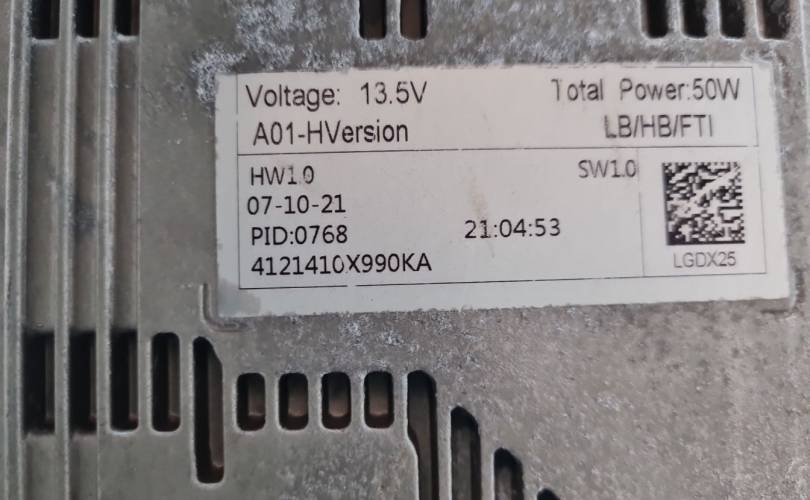 Voltage: 13.5V Total Power:50W
A01-HVersion LB/HB/FTI
HW1.0 SW1.0
07-10-21
PID:0768 21:04:53
4121410X990KA
LGDX25